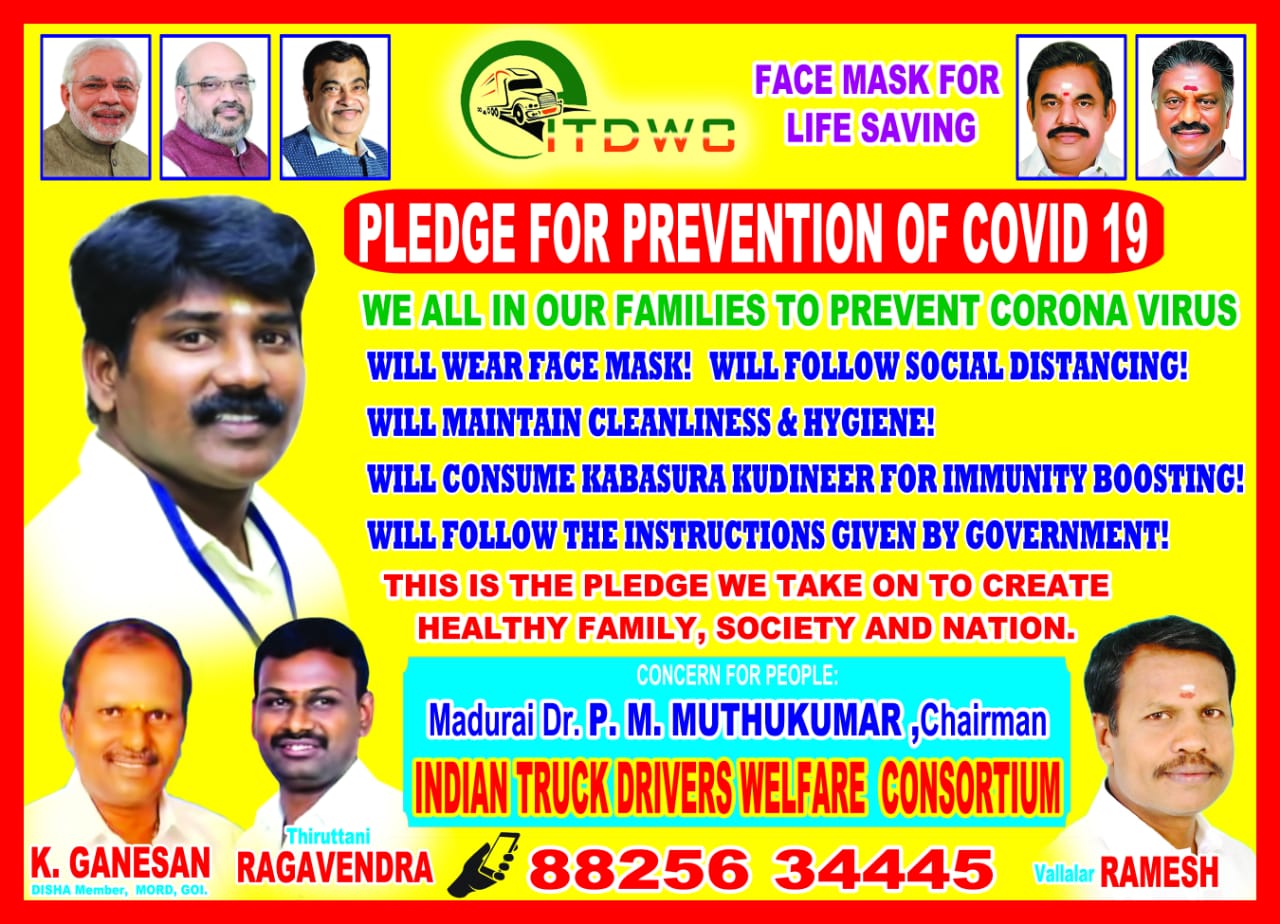 ITDWC
FACE MASK FOR
LIFE SAVING
PLEDGE FOR PREVENTION OF COVID 19
WE ALL IN OUR FAMILIES TO PREVENT CORONA VIRUS
WILL WEAR FACE MASK! WILL FOLLOW SOCIAL DISTANCING!
WILL MAINTAIN CLEANLINESS & HYGIENE!
WILL CONSUME KABASURA KUDINEER FOR IMMUNITY BOOSTING!
WILL FOLLOW THE INSTRUCTIONS GIVEN BY GOVERNMENT!
THIS IS THE PLEDGE WE TAKE ON TO CREATE
HEALTHY FAMILY, SOCIETY AND NATION.
CONCERN FOR PEOPLE:
Madurai Dr. P. M. MUTHUKUMAR ,Chairman
INDIAN TRUCK DRIVERS WELFARE CONSORTIUM
K. GANESAN
DISHA Member, MORD, GOI.
Thiruttani
RAGAVENDRA
88256 34445
Vallalar RAMESH